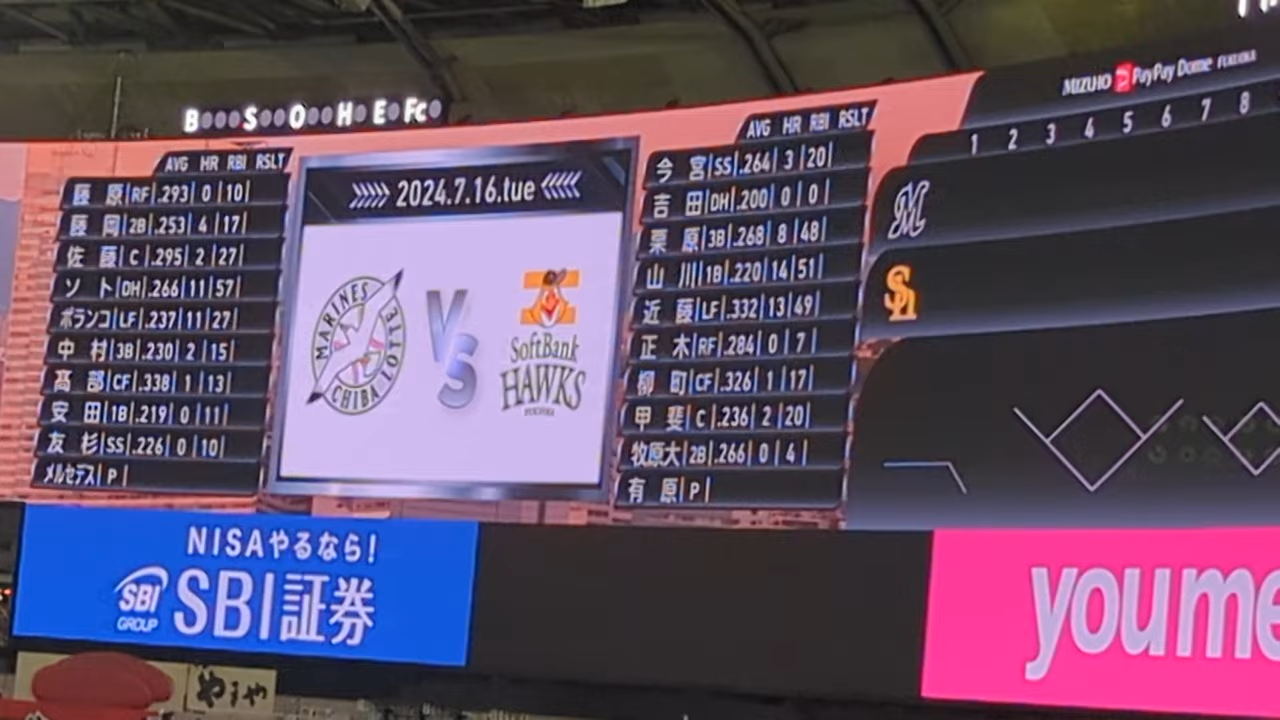 MIZUHO PayPay Dome FUKUOKA
B S O H E Fc
AVG HR RBI RSLT
藤原 RF .293 0 10
藤岡 2B .253 4 17
佐藤 C .295 2 27
ソト DH .266 11 57
ポランコ LF .237 11 27
中村 3B .230 2 15
髙部 CF .338 1 13
安田 1B .219 0 11
友杉 SS .226 0 10
メルセデス P
2024.7.16.tue
MARINES
CHIBA LOTTE
VS
SoftBank
HAWKS
FUKUOKA
AVG HR RBI RSLT
今宮 SS .264 3 20
吉田 DH .200 0 0
栗原 3B .268 8 48
山川 1B .220 14 51
近藤 LF .332 13 49
正木 RF .284 0 7
柳町 CF .326 1 17
甲斐 C .236 2 20
牧原大 2B .266 0 4
有原 P
1 2 3 4 5 6 7 8
M
SH
NISAやるなら!
SBI GROUP
SBI証券
youme
やまや